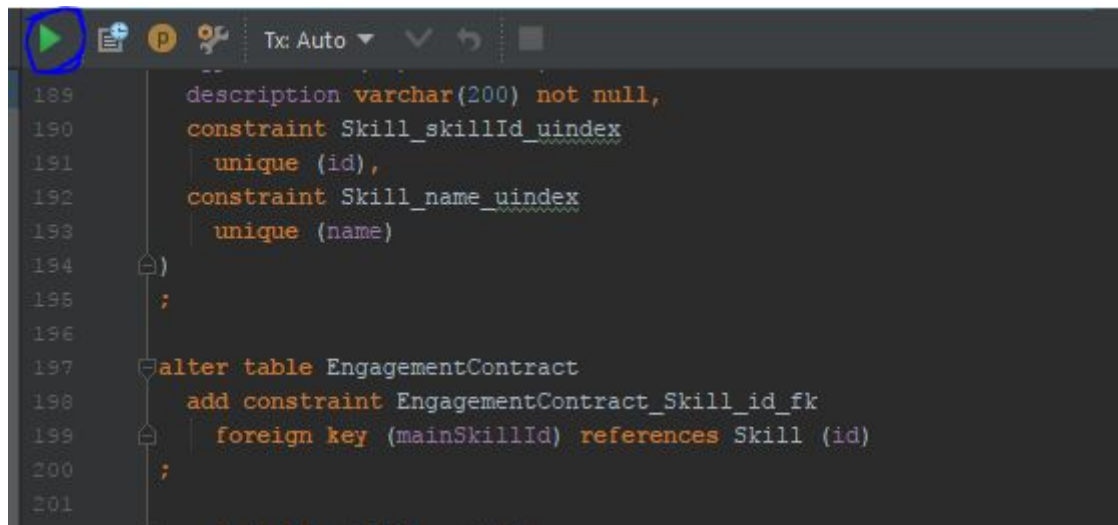 P Tx: Auto
189 description varchar(200) not null,
190 constraint Skill_skillId_uindex
191 unique (id),
192 constraint Skill_name_uindex
193 unique (name)
194 )
195 ;
196
197 alter table EngagementContract
198 add constraint EngagementContract_Skill_id_fk
199 foreign key (mainSkillId) references Skill (id)
200 ;
201